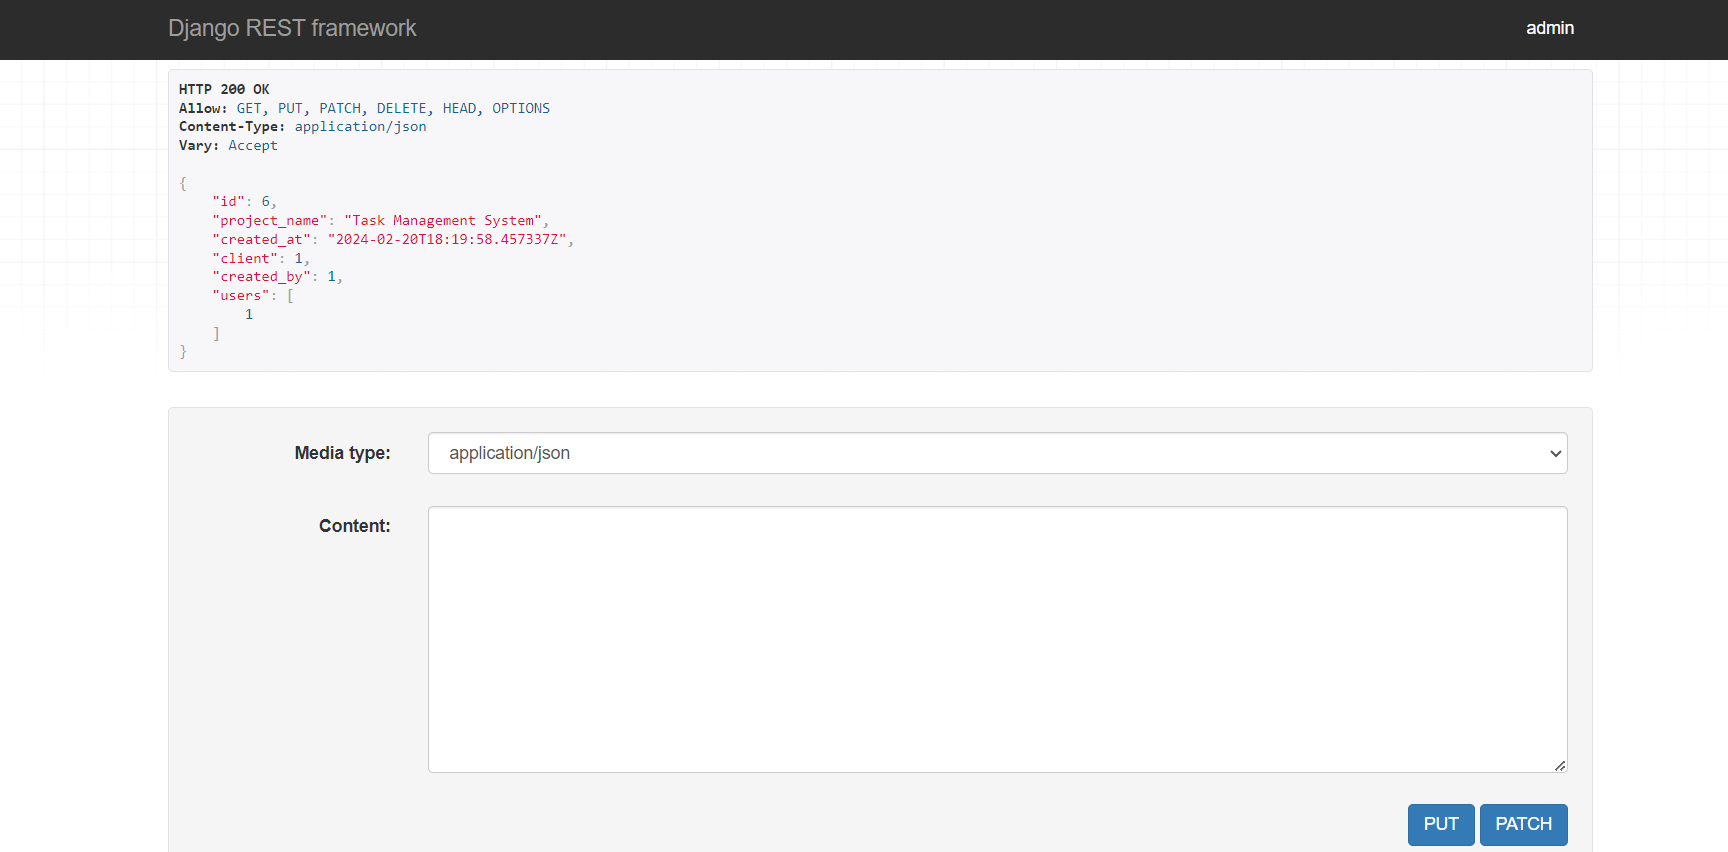 Django REST framework
admin
HTTP 200 OK
Allow: GET, PUT, PATCH, DELETE, HEAD, OPTIONS
Content-Type: application/json
Vary: Accept
{
"id": 6,
"project_name": "Task Management System",
"created_at": "2024-02-20T18:19:58.457337Z",
"client": 1,
"created_by": 1,
"users": [
1
]
}
Media type:
application/json
Content:
PUT
PATCH